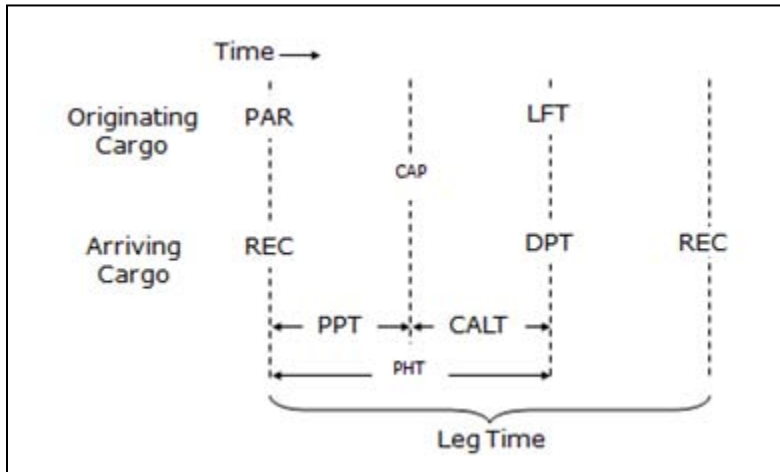 Time
Originating
Cargo
PAR
LFT
CAP
Arriving
Cargo
REC
DPT
REC
PPT
CALT
PHT
Leg Time